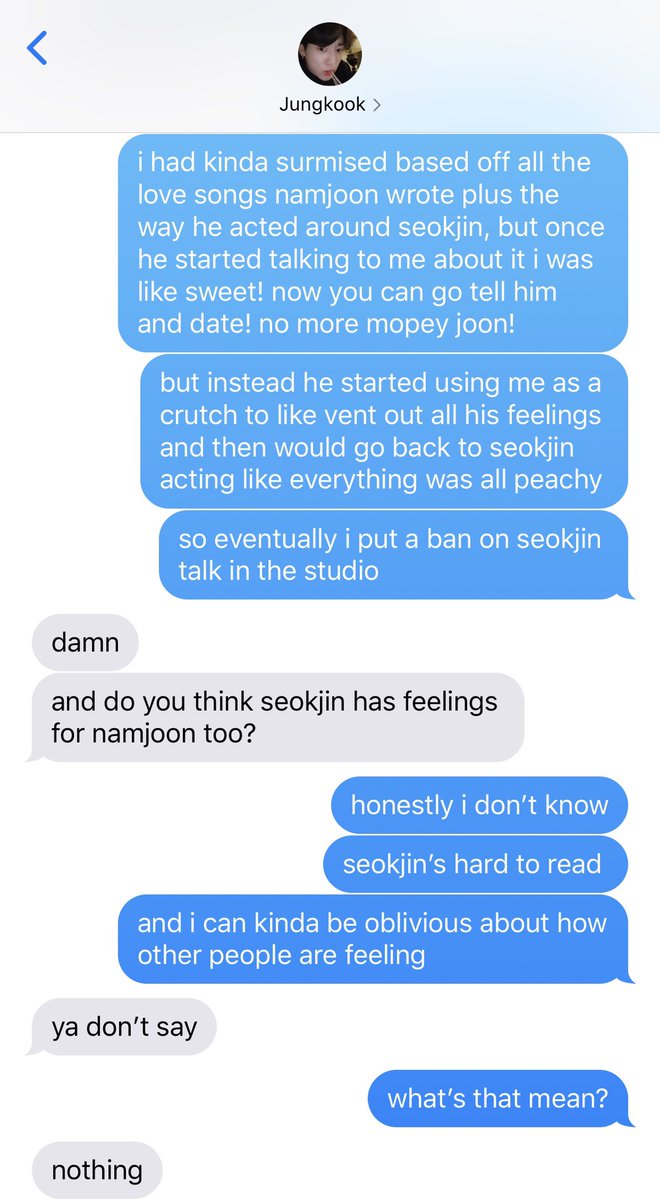 Jungkook
i had kinda surmised based off all the
love songs namjoon wrote plus the
way he acted around seokjin, but once
he started talking to me about it i was
like sweet! now you can go tell him
and date! no more mopey joon!
but instead he started using me as a
crutch to like vent out all his feelings
and then would go back to seokjin
acting like everything was all peachy
so eventually i put a ban on seokjin
talk in the studio
damn
and do you think seokjin has feelings
for namjoon too?
honestly i don’t know
seokjin’s hard to read
and i can kinda be oblivious about how
other people are feeling
ya don’t say
what’s that mean?
nothing